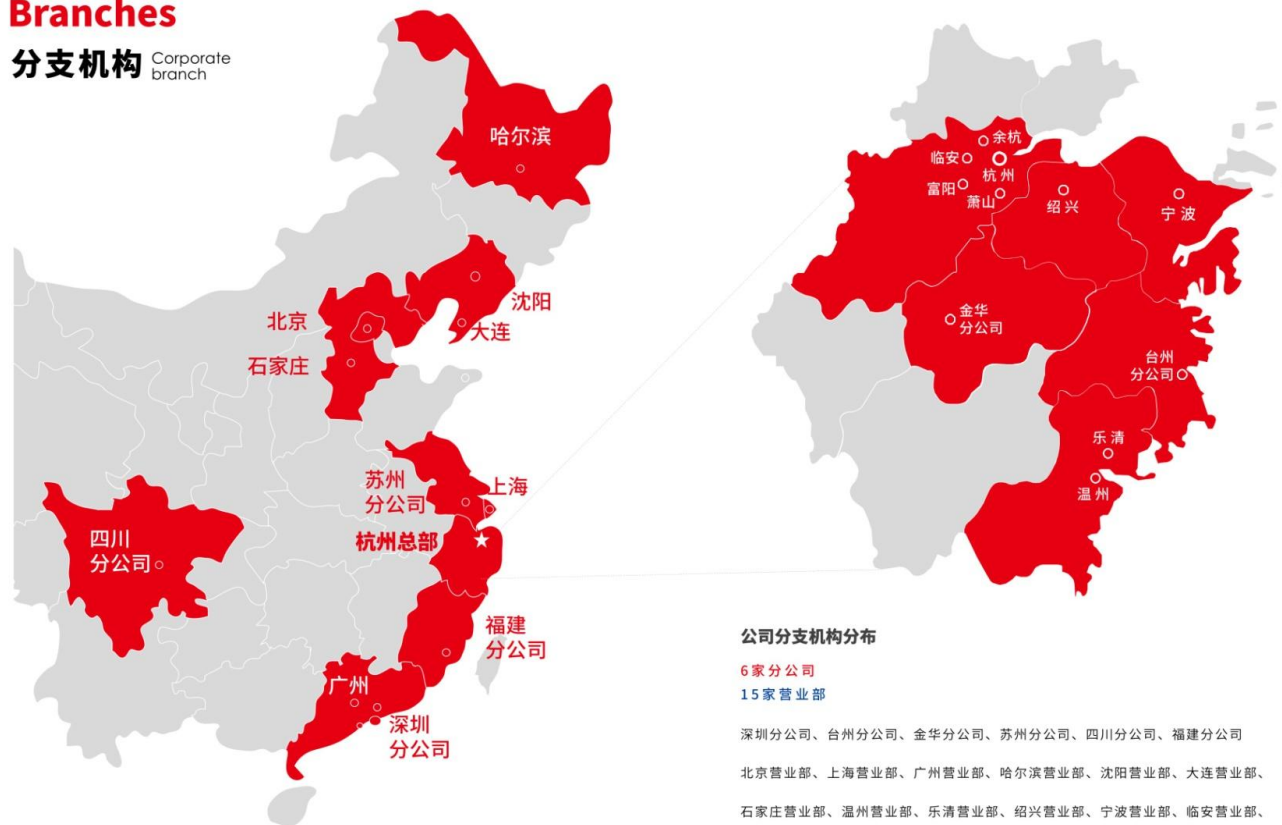 Branches
分支机构 Corporate branch
哈尔滨
沈阳
北京
大连
石家庄
苏州
分公司
上海
杭州总部
四川
分公司
福建
分公司
广州
深圳
分公司
余杭
临安
杭州
富阳
萧山
绍兴
宁波
金华
分公司
台州
分公司
乐清
温州
公司分支机构分布
6家分公司
15家营业部
深圳分公司、台州分公司、金华分公司、苏州分公司、四川分公司、福建分公司
北京营业部、上海营业部、广州营业部、哈尔滨营业部、沈阳营业部、大连营业部、
石家庄营业部、温州营业部、乐清营业部、绍兴营业部、宁波营业部、临安营业部、